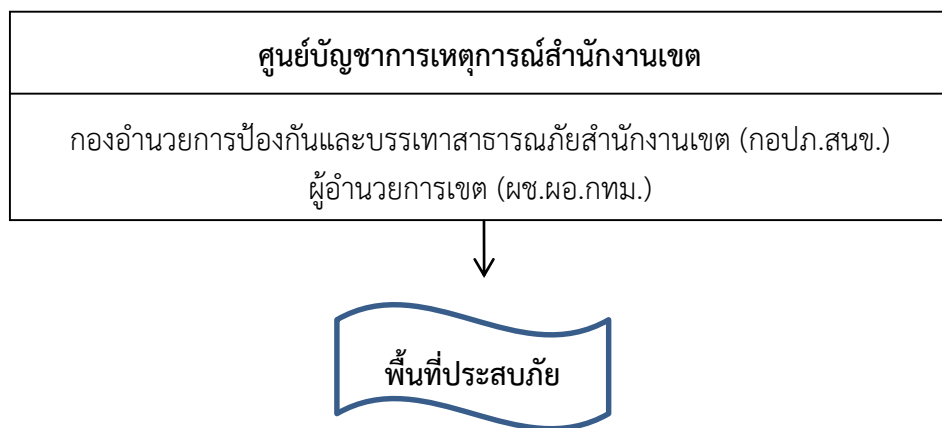 ศูนย์บัญชาการเหตุการณ์สำนักงานเขต
กองอำนวยการป้องกันและบรรเทาสาธารณภัยสำนักงานเขต (กอปภ.สนข.)
ผู้อำนวยการเขต (ผช.ผอ.กทม.)
พื้นที่ประสบภัย